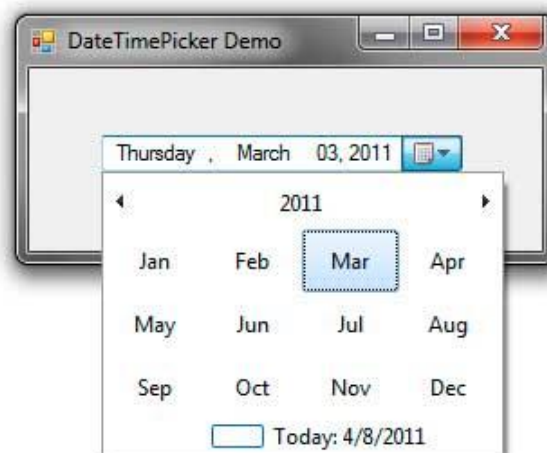 DateTimePicker Demo
Thursday , March 03, 2011
2011
Jan Feb Mar Apr
May Jun Jul Aug
Sep Oct Nov Dec
Today: 4/8/2011